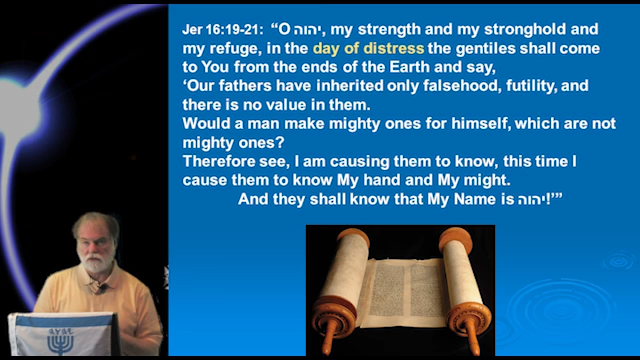 Jer 16:19-21: “O יהוה, my strength and my stronghold and
my refuge, in the day of distress the gentiles shall come
to You from the ends of the Earth and say,
‘Our fathers have inherited only falsehood, futility, and
there is no value in them.
Would a man make mighty ones for himself, which are not
mighty ones?
Therefore see, I am causing them to know, this time I
cause them to know My hand and My might.
And they shall know that My Name is יהוה!’”